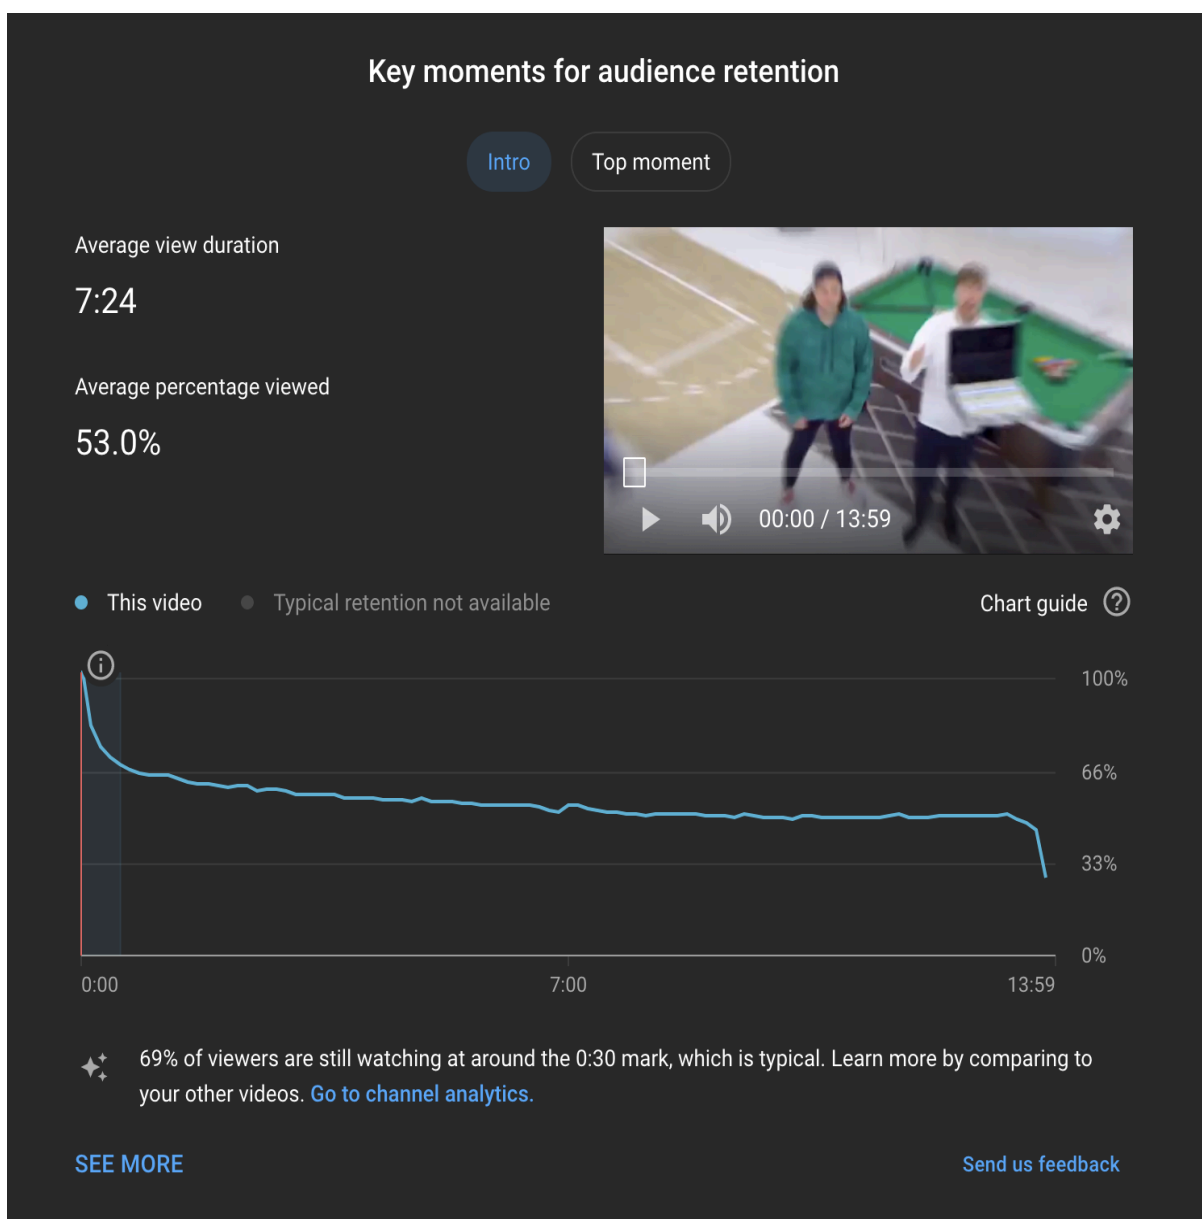 Key moments for audience retention
Intro
Top moment
Average view duration
7:24
Average percentage viewed
53.0%
00:00 / 13:59
This video
Typical retention not available
Chart guide
100%
66%
33%
0%
0:00
7:00
13:59
69% of viewers are still watching at around the 0:30 mark, which is typical. Learn more by comparing to
your other videos. Go to channel analytics.
SEE MORE
Send us feedback